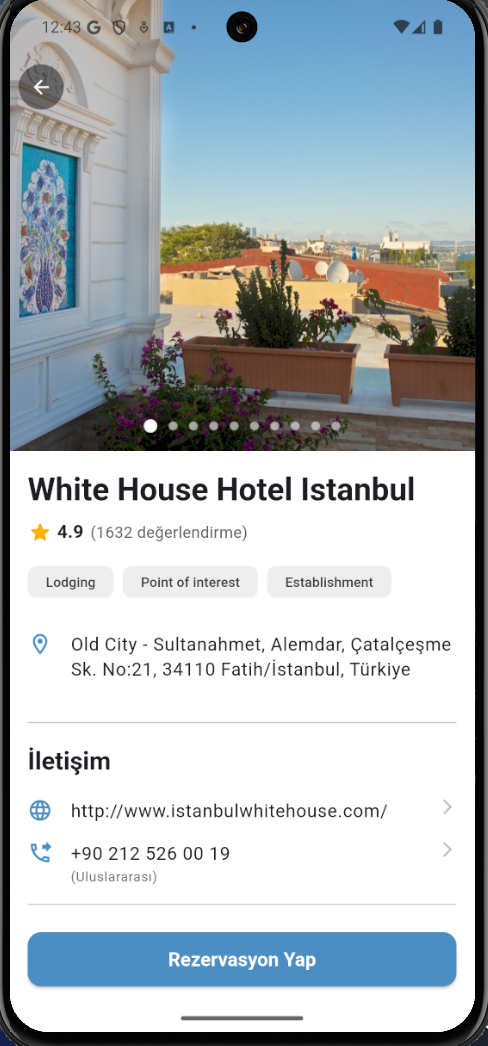 12:43
White House Hotel Istanbul
4.9 (1632 değerlendirme)
Lodging Point of interest Establishment
Old City - Sultanahmet, Alemdar, Çatalçeşme
Sk. No:21, 34110 Fatih/İstanbul, Türkiye
İletişim
http://www.istanbulwhitehouse.com/
+90 212 526 00 19
(Uluslararası)
Rezervasyon Yap